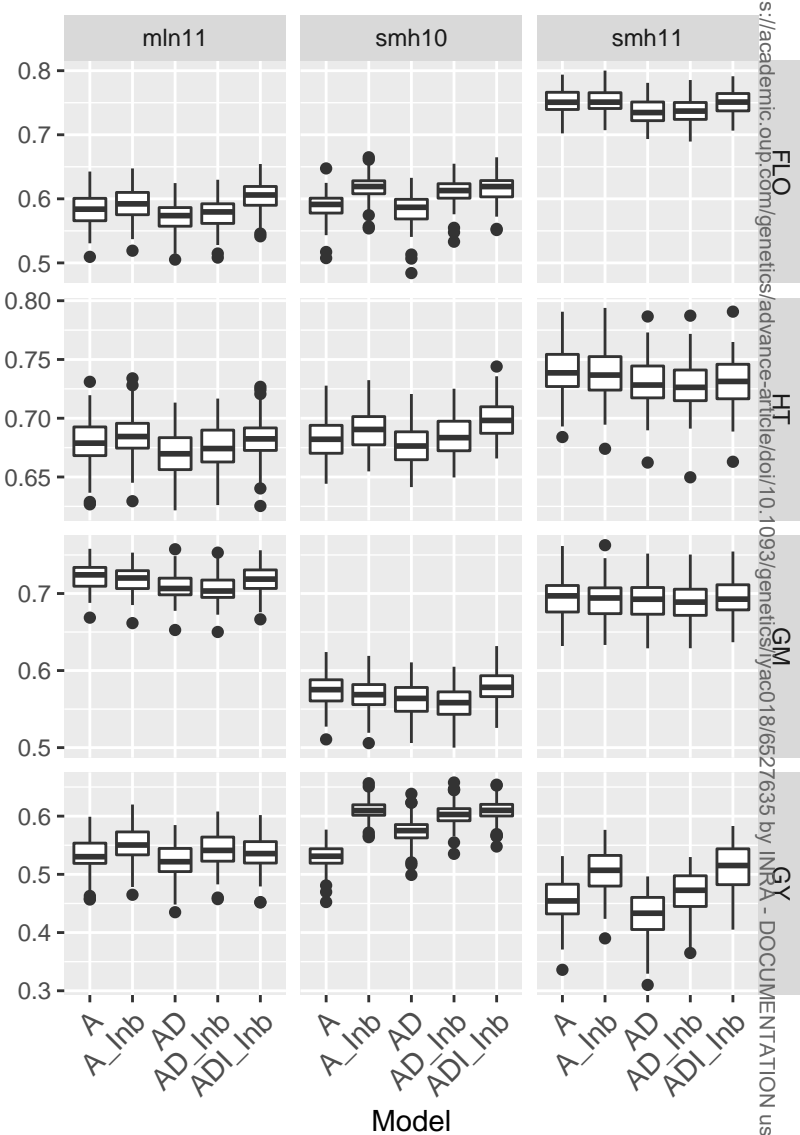 mln11 smh10 smh11
0.8
0.7
0.6
0.5
FLO
0.80
0.75
0.70
0.65
HT
0.7
0.6
0.5
GM
0.6
0.5
0.4
0.3
GY
A A_Inb AD AD_Inb ADI_Inb A A_Inb AD AD_Inb ADI_Inb A A_Inb AD AD_Inb ADI_Inb
Model
s://academic.oup.com/genetics/advance-article/doi/10.1093/genetics/iyac018/6527635 by INRA - DOCUMENTATION us